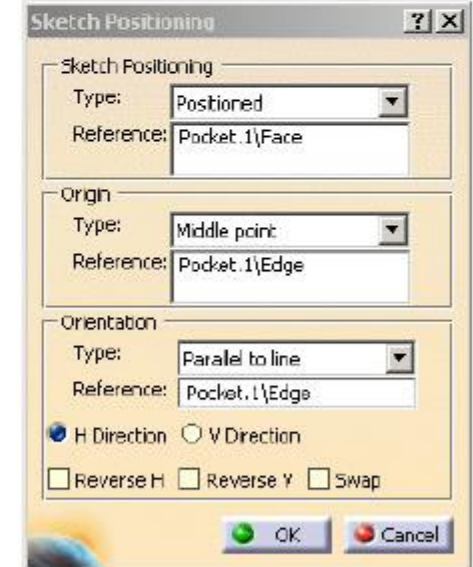 Sketch Positioning
Sketch Positioning
Type: Positioned
Reference: Pocket.1\Face
Origin
Type: Middle point
Reference: Pocket.1\Edge
Orientation
Type: Parallel to line
Reference: Pocket.1\Edge
H Direction V Direction
Reverse H Reverse V Swap
OK Cancel